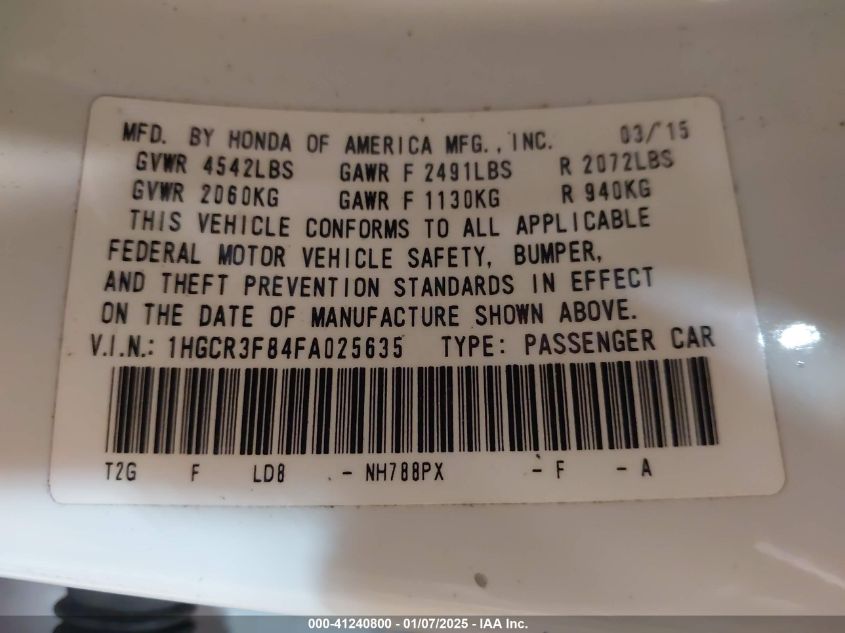 MFD. BY HONDA OF AMERICA MFG., INC. 03/'15
GVWR 4542LBS GAWR F 2491LBS R 2072LBS
GVWR 2060KG GAWR F 1130KG R 940KG
THIS VEHICLE CONFORMS TO ALL APPLICABLE
FEDERAL MOTOR VEHICLE SAFETY, BUMPER,
AND THEFT PREVENTION STANDARDS IN EFFECT
ON THE DATE OF MANUFACTURE SHOWN ABOVE.
V.I.N.: 1HGCR3F84FA025635 TYPE: PASSENGER CAR
T2G F LD8 - NH788PX - F - A
000-41240800 - 01/07/2025 - IAA Inc.